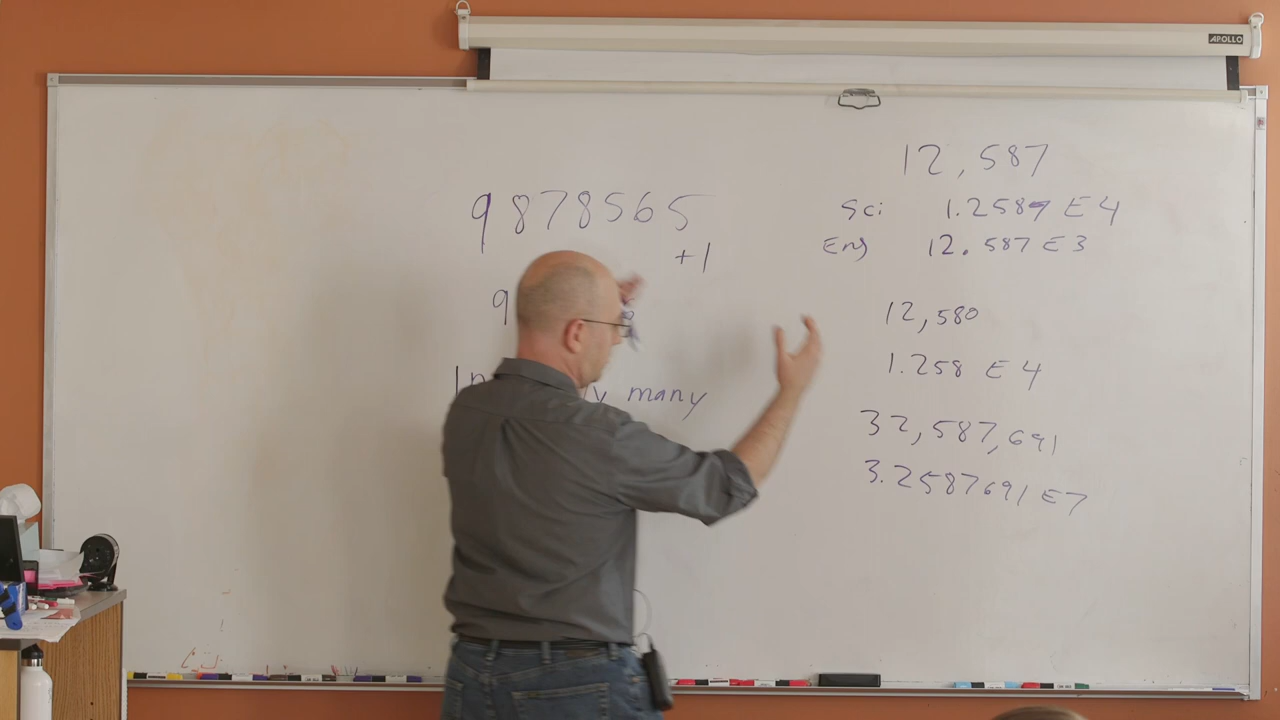 APOLLO
9878565
+1
many
12,587
Sci 1.2589 E4
Eng 12.587 E3
12,580
1.258 E4
32,587,691
3.2587691 E7